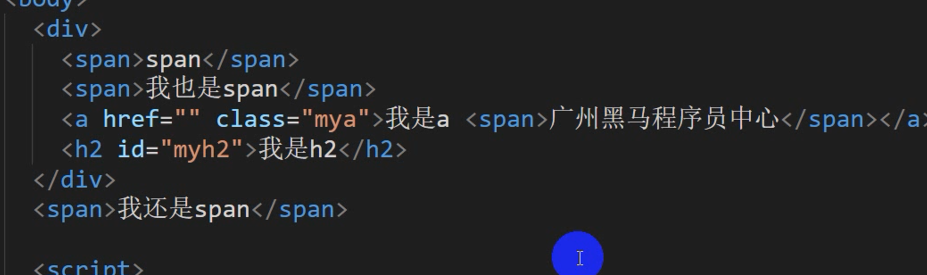 <body>
<div>
<span>span</span>
<span>我也是span</span>
<a href="" class="mya">我是a <span>广州黑马程序员中心</span></a>
<h2 id="myh2">我是h2</h2>
</div>
<span>我还是span</span>
<script>